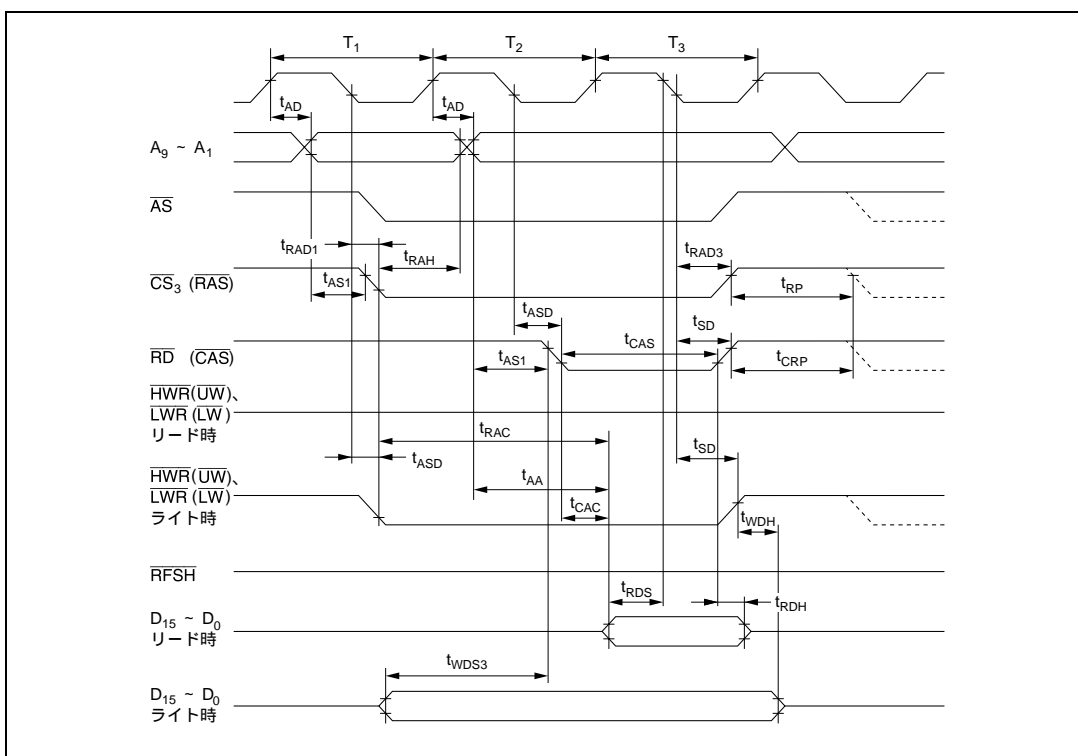 T1 T2 T3
tAD tAD
A9 ~ A1
AS
tRAD1 tRAH tRAD3
CS3 (RAS)
tAS1 tRP
tASD tSD
tCAS
RD (CAS)
tAS1 tCRP
HWR(UW)、
LWR (LW)
リード時
tRAC tSD
tASD
HWR(UW)、
tAA
LWR (LW)
tCAC
ライト時
tWDH
RFSH
tRDS tRDH
D15 ~ D0
リード時
tWDS3
D15 ~ D0
ライト時